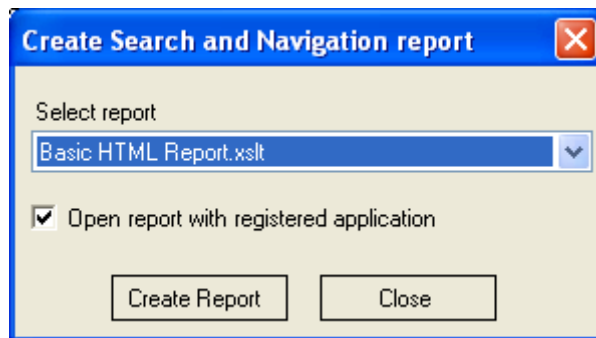 Create Search and Navigation report
Select report
Basic HTML Report.xslt
Open report with registered application
Create Report
Close